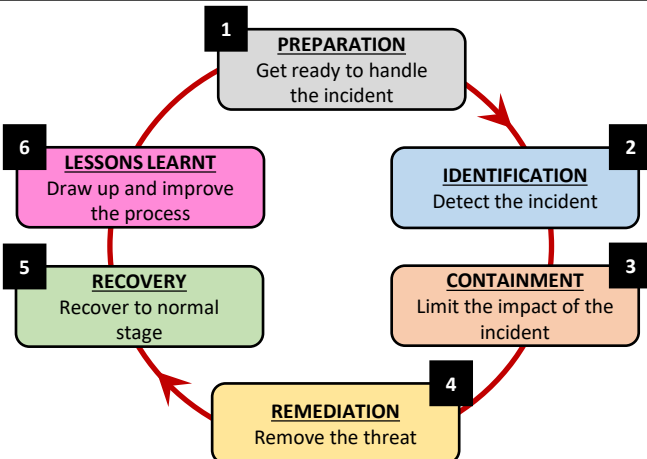 1
PREPARATION
Get ready to handle
the incident
2
IDENTIFICATION
Detect the incident
3
CONTAINMENT
Limit the impact of the
incident
4
REMEDIATION
Remove the threat
5
RECOVERY
Recover to normal
stage
6
LESSONS LEARNT
Draw up and improve
the process